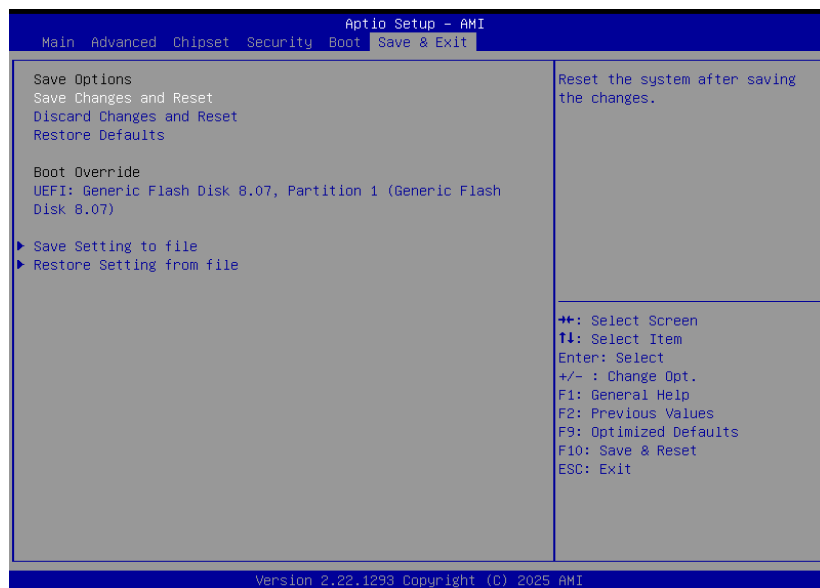 Aptio Setup – AMI
Main Advanced Chipset Security Boot Save & Exit
Save Options
Save Changes and Reset
Discard Changes and Reset
Restore Defaults
Boot Override
UEFI: Generic Flash Disk 8.07, Partition 1 (Generic Flash
Disk 8.07)
Save Setting to file
Restore Setting from file
Reset the system after saving
the changes.
→←: Select Screen
↑↓: Select Item
Enter: Select
+/- : Change Opt.
F1: General Help
F2: Previous Values
F9: Optimized Defaults
F10: Save & Reset
ESC: Exit
Version 2.22.1293 Copyright (C) 2025 AMI